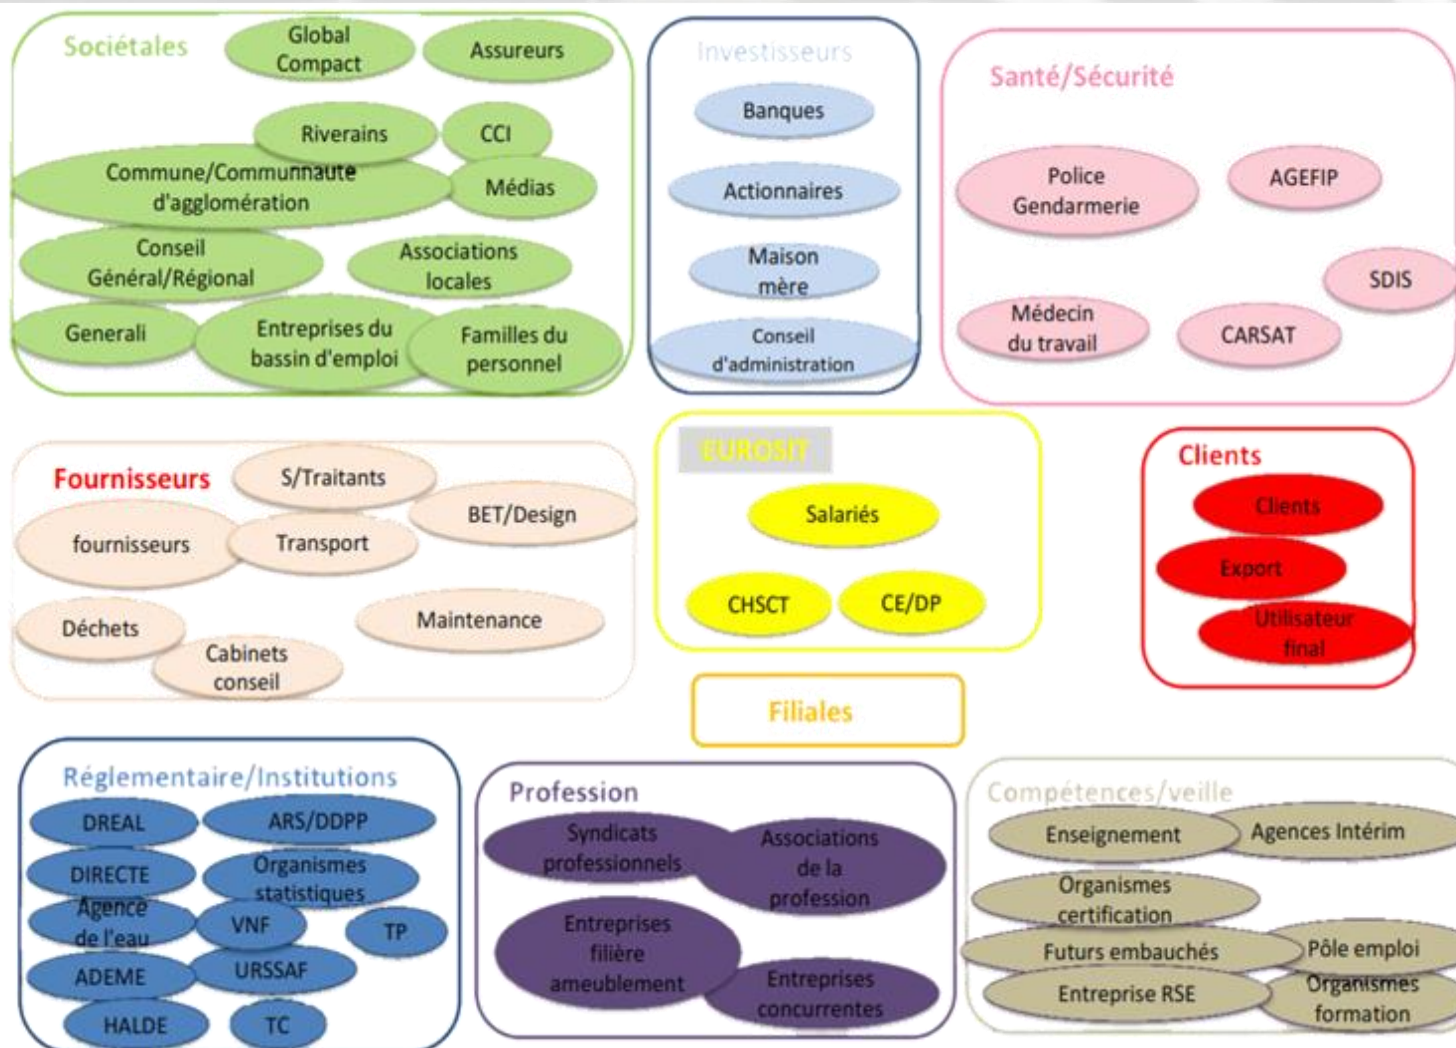 Sociétales
Global
Compact
Assureurs
Riverains
CCI
Commune/Communnauté
d'agglomération
Médias
Conseil
Général/Régional
Associations
locales
Generali
Entreprises du
bassin d'emploi
Familles du
personnel
Investisseurs
Banques
Actionnaires
Maison
mère
Conseil
d'administration
Santé/Sécurité
Police
Gendarmerie
AGEFIP
SDIS
Médecin
du travail
CARSAT
Fournisseurs
S/Traitants
BET/Design
fournisseurs
Transport
Déchets
Maintenance
Cabinets
conseil
EUROSIT
Salariés
CHSCT
CE/DP
Clients
Clients
Export
Utilisateur
final
Filiales
Réglementaire/Institutions
DREAL
ARS/DDPP
DIRECTE
Organismes
statistiques
Agence
de l'eau
VNF
TP
ADEME
URSSAF
HALDE
TC
Profession
Syndicats
professionnels
Associations
de la
profession
Entreprises
filière
ameublement
Entreprises
concurrentes
Compétences/veille
Enseignement
Agences Intérim
Organismes
certification
Futurs embauchés
Pôle emploi
Entreprise RSE
Organismes
formation